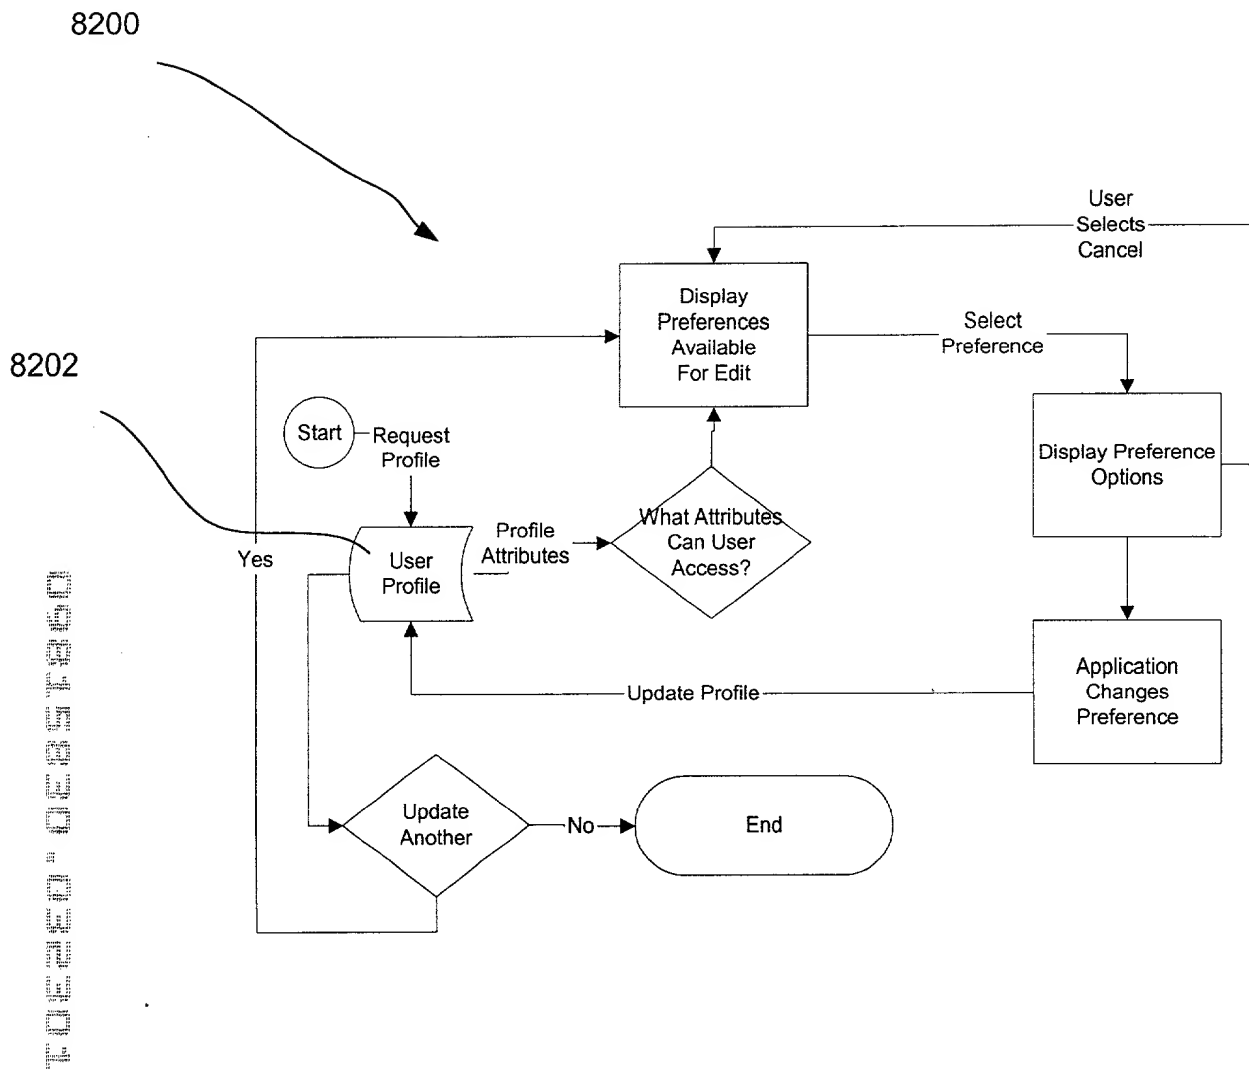 8200
User
Selects
Cancel
Display
Preferences
Available
For Edit
Select
Preference
8202
Start
Request
Profile
Display Preference
Options
What Attributes
Can User
Access?
Profile
Attributes
User
Profile
Yes
Application
Changes
Preference
Update Profile
Update
Another
No
End